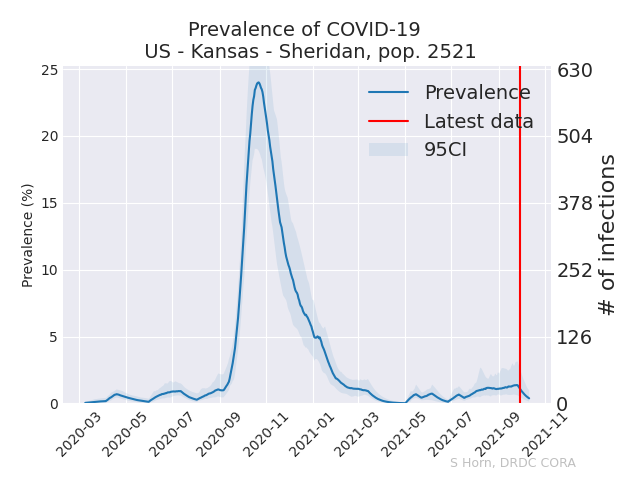 Prevalence of COVID-19
US - Kansas - Sheridan, pop. 2521
Prevalence
Latest data
95CI
25
20
15
10
5
0
Prevalence (%)
630
504
378
252
126
0
# of infections
2020-03
2020-05
2020-07
2020-09
2020-11
2021-01
2021-03
2021-05
2021-07
2021-09
2021-11
S Horn, DRDC CORA